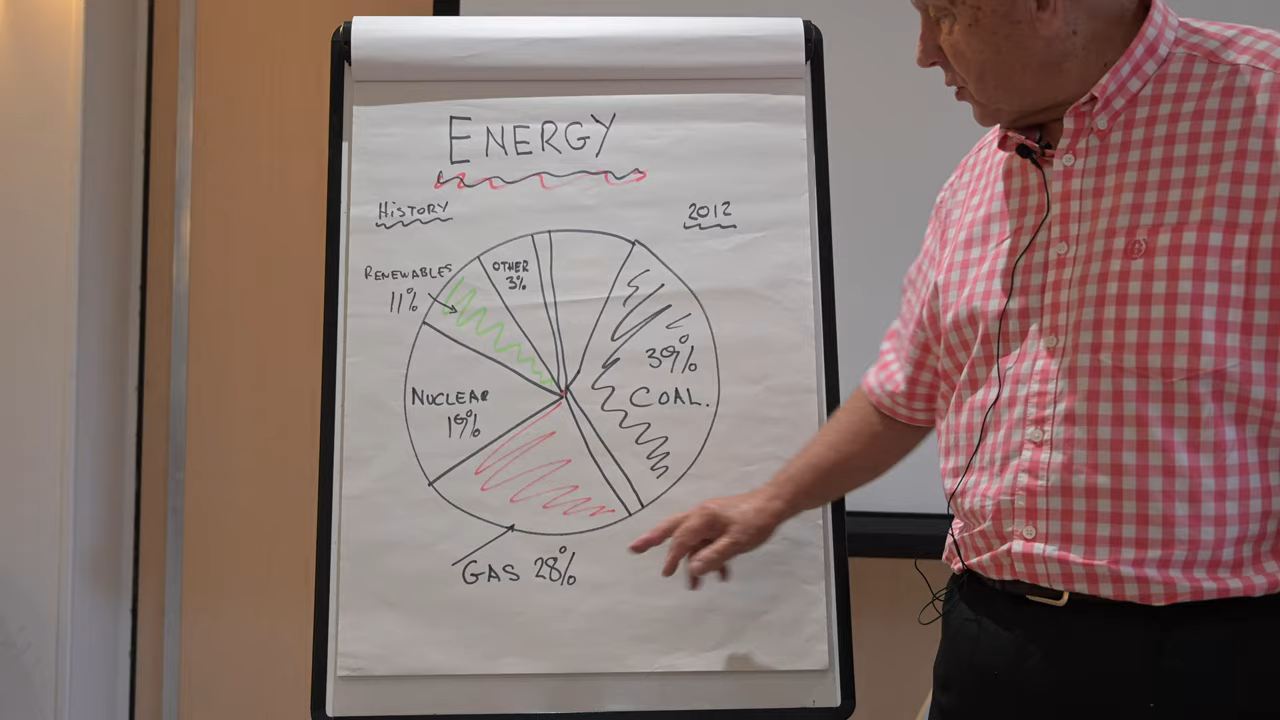 ENERGY
HISTORY
2012
RENEWABLES
11%
OTHER
3%
39%
COAL.
NUCLEAR
19%
GAS 28%